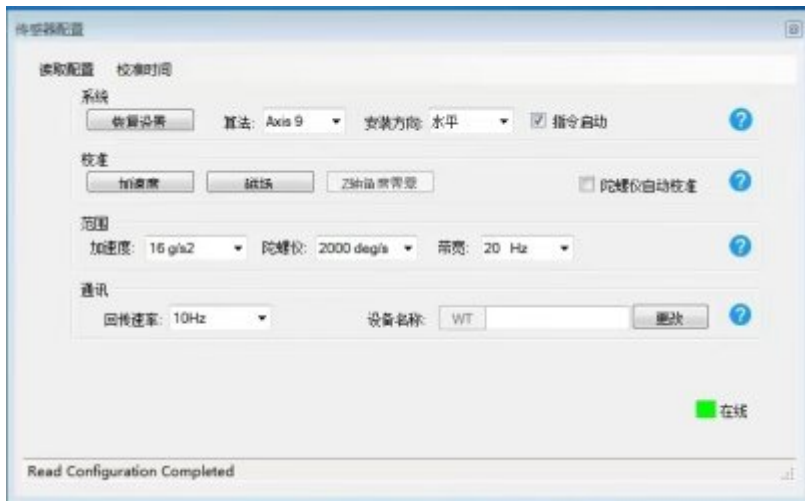 传感器配置
读取配置 校准时间
系统
恢复设置 算法: Axis 9 安装方向: 水平 指令启动
校准
加速度 磁场 Z轴角度置零 陀螺仪自动校准
范围
加速度: 16 g/s2 陀螺仪: 2000 deg/s 带宽: 20 Hz
通讯
回传速率: 10Hz 设备名称: WT 更改
在线
Read Configuration Completed